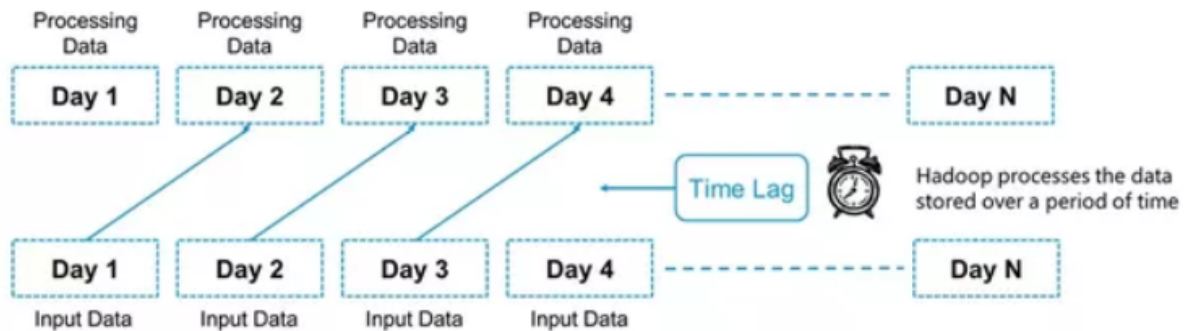 Processing Data
Processing Data
Processing Data
Processing Data
Day 1
Day 2
Day 3
Day 4
Day N
Time Lag
Hadoop processes the data
stored over a period of time
Day 1
Day 2
Day 3
Day 4
Day N
Input Data
Input Data
Input Data
Input Data